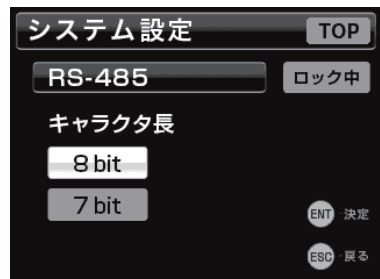 システム設定 TOP
RS-485 ロック中
キャラクタ長
8 bit
7 bit
ENT 決定
ESC 戻る